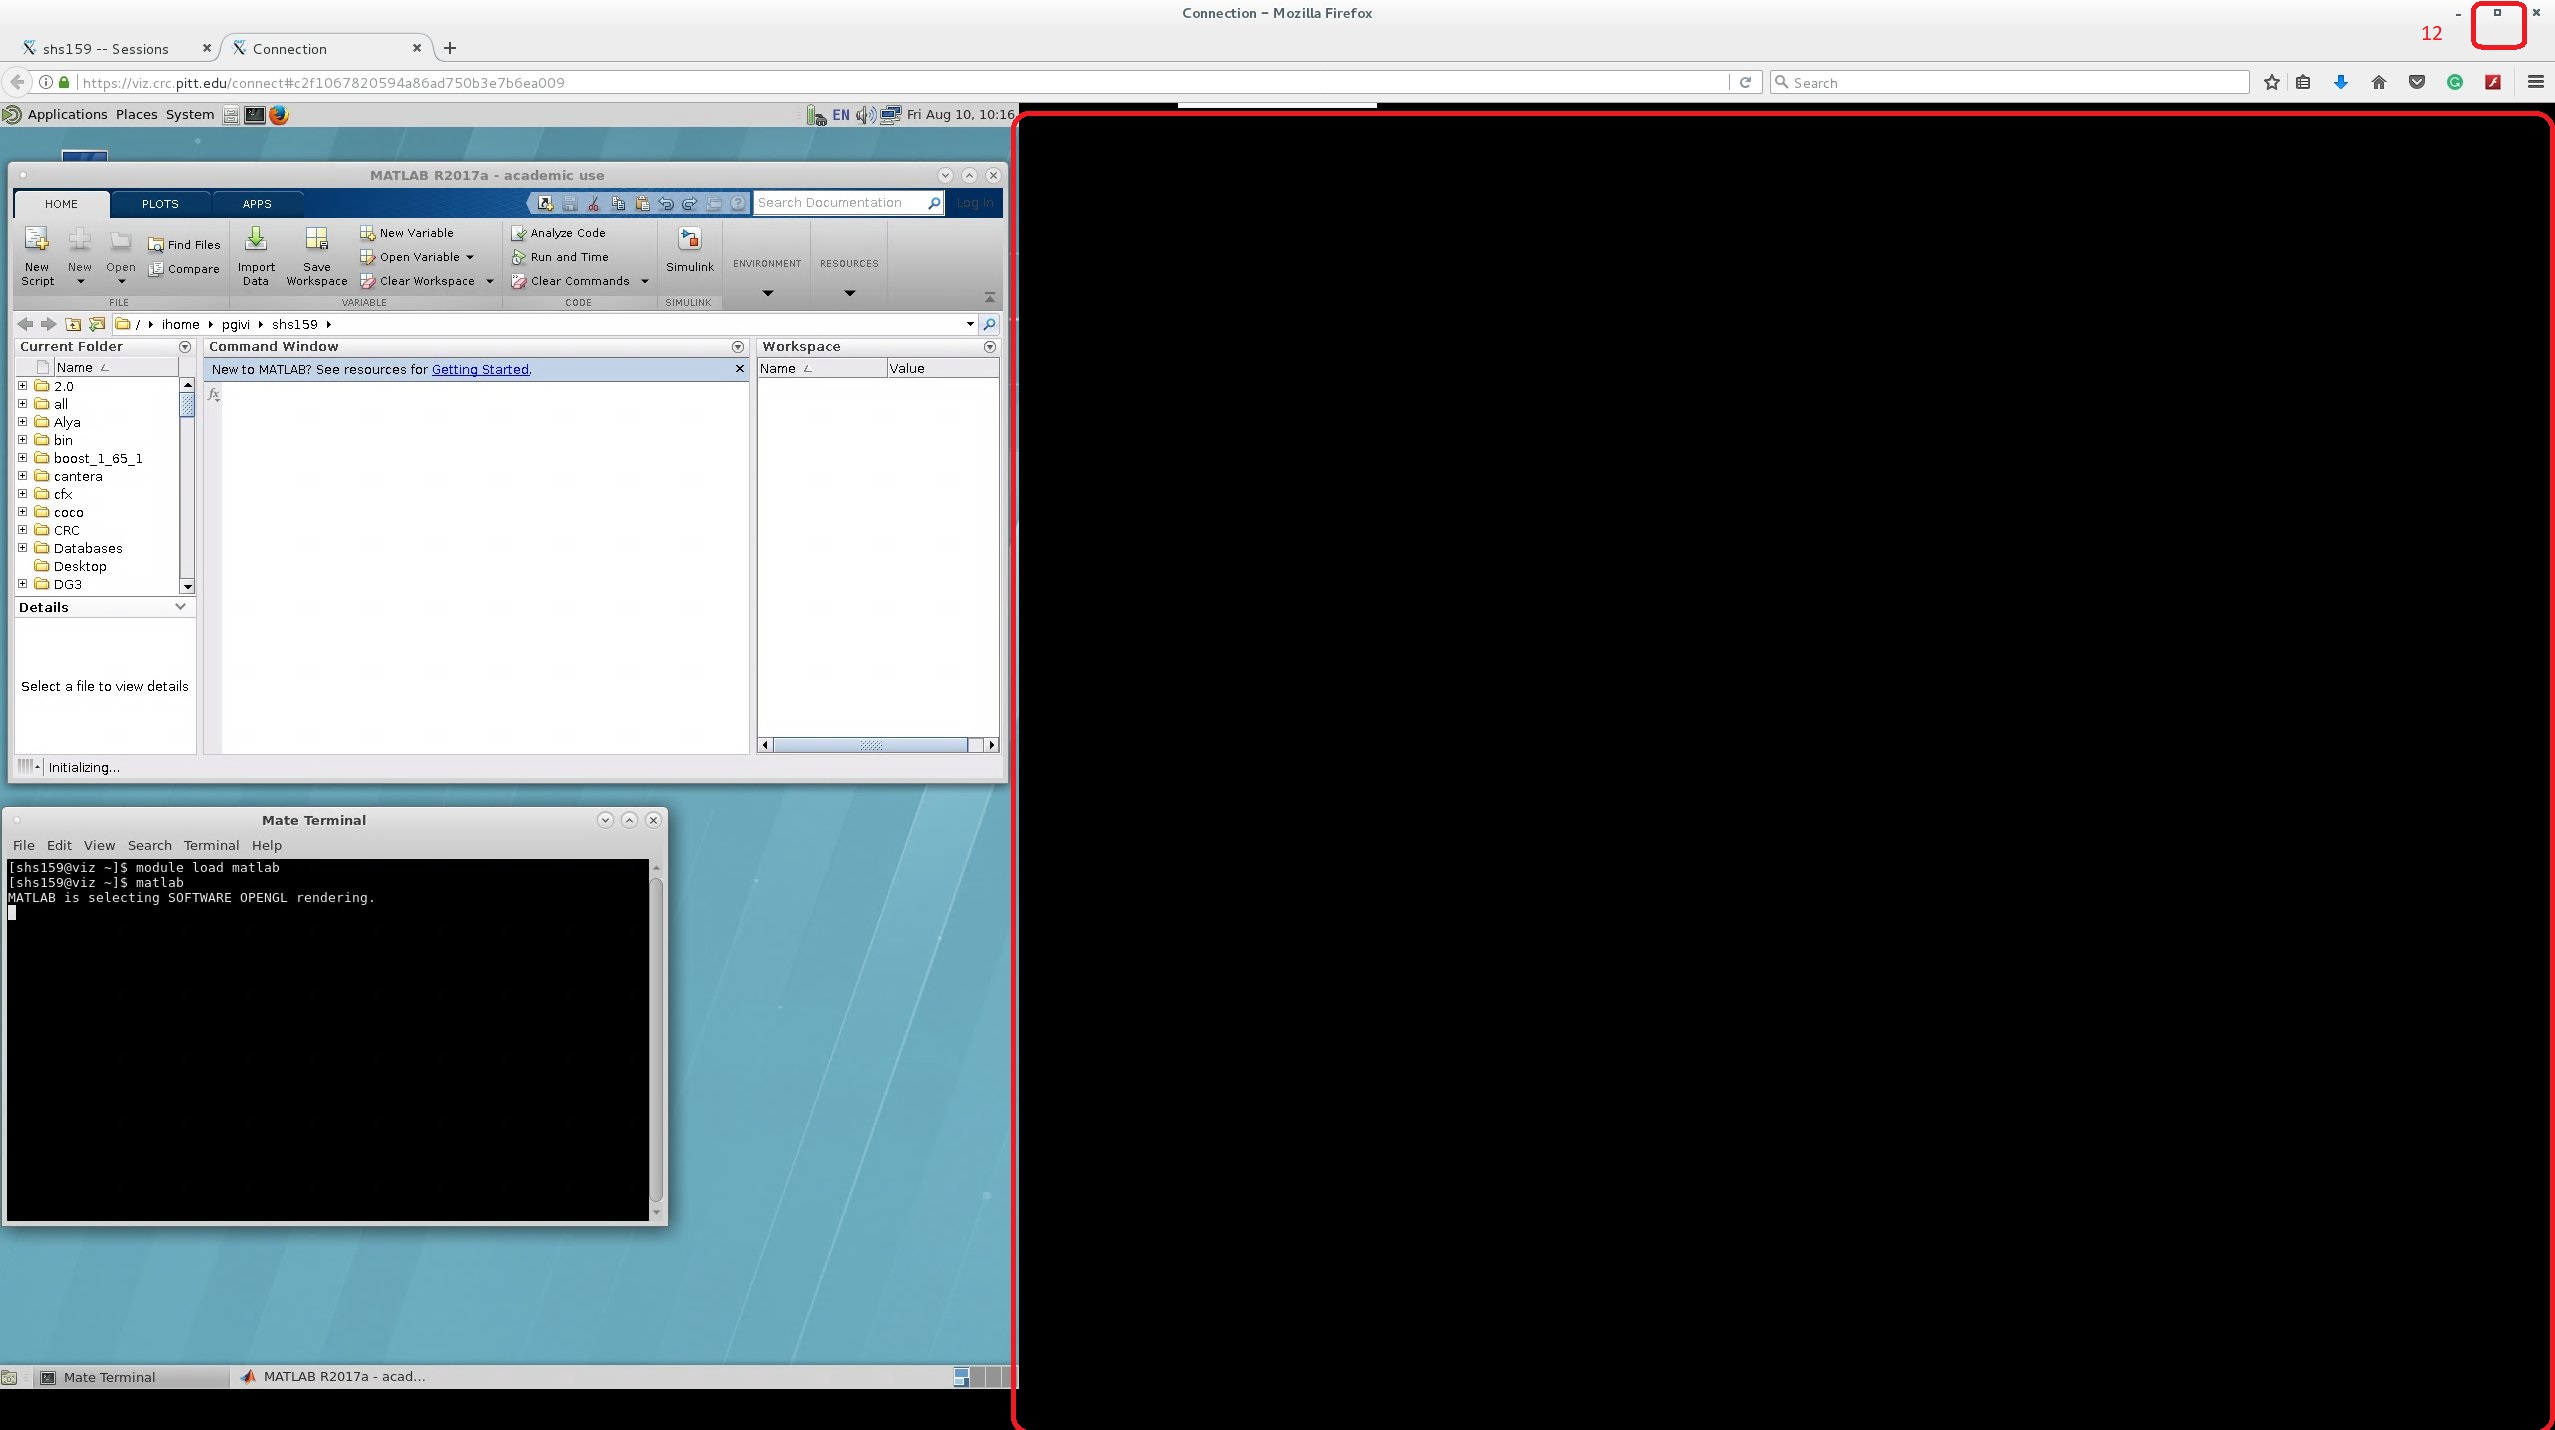 Connection – Mozilla Firefox
12
shs159 -- Sessions
Connection
https://viz.crc.pitt.edu/connect#c2f1067820594a86ad750b3e7b6ea009
Search
Applications Places System
EN
Fri Aug 10, 10:16
MATLAB R2017a - academic use
HOME PLOTS APPS
Search Documentation
Log In
New Script
New
Open
Find Files
Compare
Import Data
Save Workspace
New Variable
Open Variable
Clear Workspace
Analyze Code
Run and Time
Clear Commands
Simulink
ENVIRONMENT
RESOURCES
FILE VARIABLE CODE SIMULINK
/ ihome pgivi shs159
Current Folder
Name
2.0
all
Alya
bin
boost_1_65_1
cantera
cfx
coco
CRC
Databases
Desktop
DG3
Details
Select a file to view details
Command Window
New to MATLAB? See resources for Getting Started.
fx
Workspace
Name Value
Initializing...
Mate Terminal
File Edit View Search Terminal Help
[shs159@viz ~]$ module load matlab
[shs159@viz ~]$ matlab
MATLAB is selecting SOFTWARE OPENGL rendering.
Mate Terminal
MATLAB R2017a - acad...